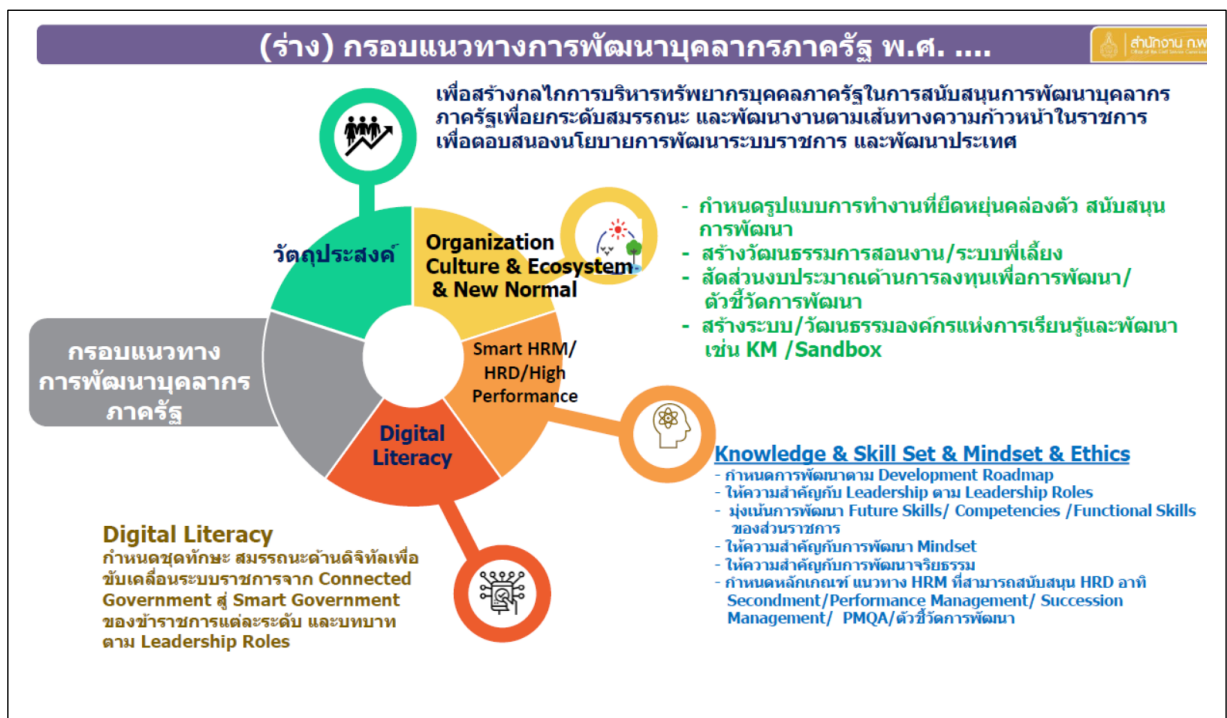 (ร่าง) กรอบแนวทางการพัฒนาบุคลากรภาครัฐ พ.ศ. ....
สำนักงาน ก.พ
เพื่อสร้างกลไกการบริหารทรัพยากรบุคคลภาครัฐในการสนับสนุนการพัฒนาบุคลากร
ภาครัฐเพื่อยกระดับสมรรถนะ และพัฒนางานตามเส้นทางความก้าวหน้าในราชการ
เพื่อตอบสนองนโยบายการพัฒนาระบบราชการ และพัฒนาประเทศ
วัตถุประสงค์
Organization
Culture & Ecosystem
& New Normal
- กำหนดรูปแบบการทำงานที่ยืดหยุ่นคล่องตัว สนับสนุน
การพัฒนา
- สร้างวัฒนธรรมการสอนงาน/ระบบพี่เลี้ยง
- สัดส่วนงบประมาณด้านการลงทุนเพื่อการพัฒนา/
ตัวชี้วัดการพัฒนา
- สร้างระบบ/วัฒนธรรมองค์กรแห่งการเรียนรู้และพัฒนา
เช่น KM /Sandbox
กรอบแนวทาง
การพัฒนาบุคลากร
ภาครัฐ
Smart HRM/
HRD/High
Performance
Digital
Literacy
Knowledge & Skill Set & Mindset & Ethics
- กำหนดการพัฒนาตาม Development Roadmap
- ให้ความสำคัญกับ Leadership ตาม Leadership Roles
- มุ่งเน้นการพัฒนา Future Skills/ Competencies /Functional Skills
ของส่วนราชการ
- ให้ความสำคัญกับการพัฒนา Mindset
- ให้ความสำคัญกับการพัฒนาจริยธรรม
- กำหนดหลักเกณฑ์ แนวทาง HRM ที่สามารถสนับสนุน HRD อาทิ
Secondment/Performance Management/ Succession
Management/ PMQA/ตัวชี้วัดการพัฒนา
Digital Literacy
กำหนดชุดทักษะ สมรรถนะด้านดิจิทัลเพื่อ
ขับเคลื่อนระบบราชการจาก Connected
Government สู่ Smart Government
ของข้าราชการแต่ละระดับ และบทบาท
ตาม Leadership Roles